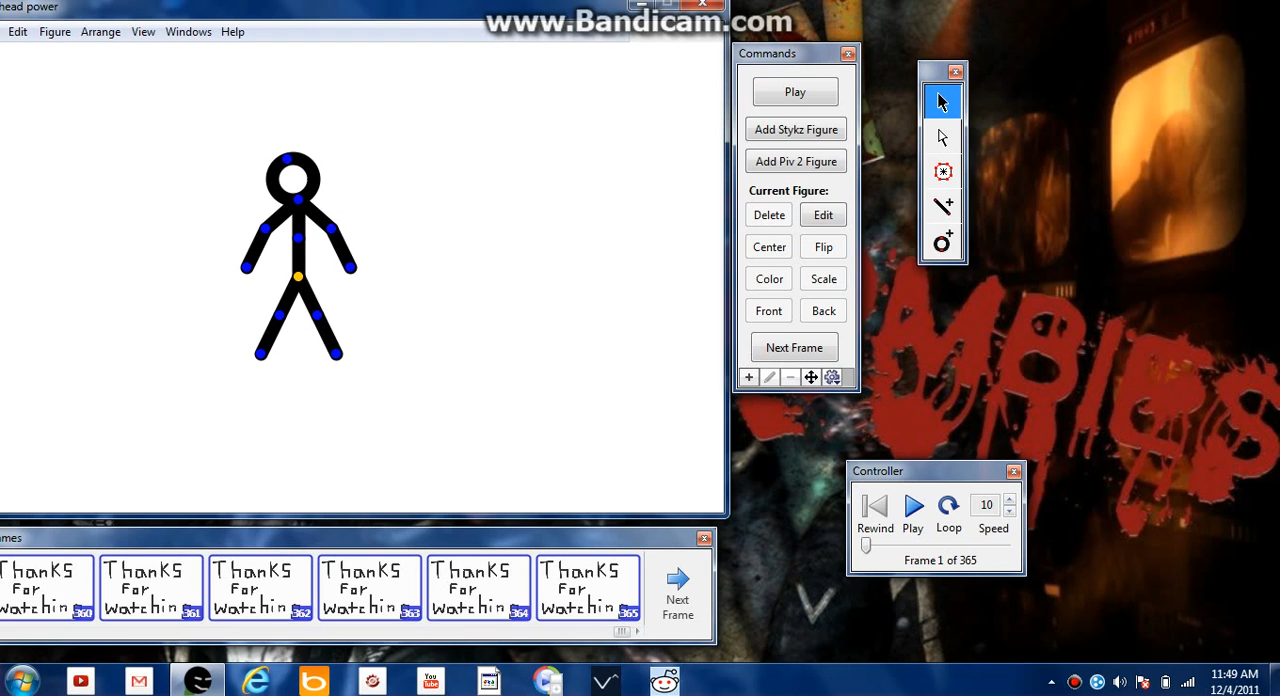 head power
www.Bandicam.com
Edit Figure Arrange View Windows Help
Commands
Play
Add Stykz Figure
Add Piv 2 Figure
Current Figure:
Delete Edit
Center Flip
Color Scale
Front Back
Next Frame
Controller
Rewind Play Loop 10 Speed
Frame 1 of 365
MBIES
ames
Thanks For watchin 360
Thanks For watchin 361
Thanks For watchin 362
Thanks For watchin 363
Thanks For watchin 364
Thanks For watchin 365
Next Frame
You Tube
11:49 AM
12/4/2011